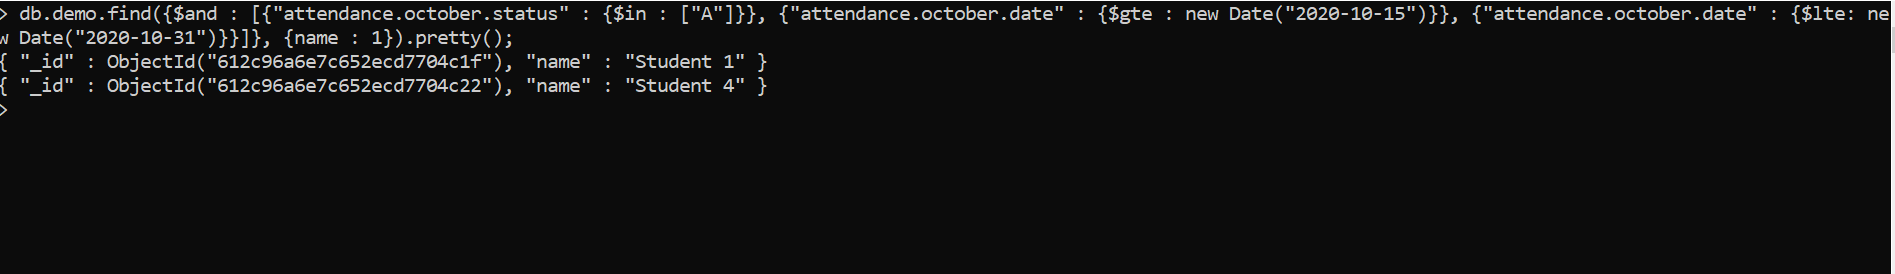 > db.demo.find({$and : [{"attendance.october.status" : {$in : ["A"]}}, {"attendance.october.date" : {$gte : new Date("2020-10-15")}}, {"attendance.october.date" : {$lte: ne
w Date("2020-10-31")}}]}, {name : 1}).pretty();
{ "_id" : ObjectId("612c96a6e7c652ecd7704c1f"), "name" : "Student 1" }
{ "_id" : ObjectId("612c96a6e7c652ecd7704c22"), "name" : "Student 4" }
>